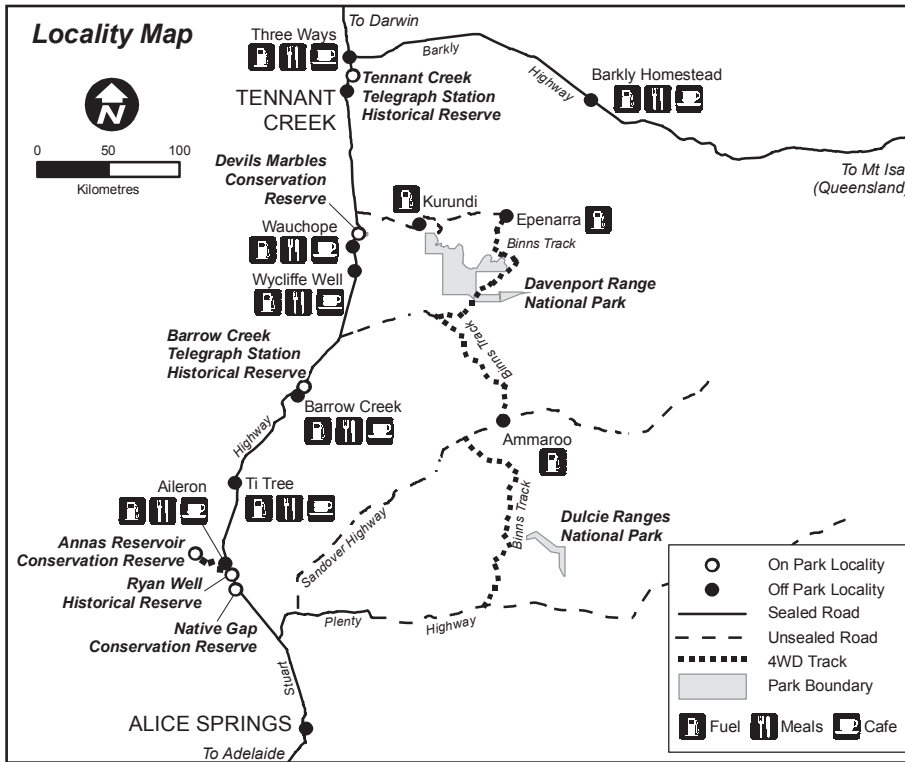 Locality Map
To Darwin
Three Ways
Barkly
Highway
Barkly Homestead
Tennant Creek
Telegraph Station
Historical Reserve
TENNANT
CREEK
N
0 50 100
Kilometres
To Mt Isa
(Queensland)
Devils Marbles
Conservation
Reserve
Kurundi
Epenarra
Wauchope
Binns Track
Wycliffe Well
Davenport Range
National Park
Barrow Creek
Telegraph Station
Historical Reserve
Binns Track
Barrow Creek
Highway
Ammaroo
Ti Tree
Aileron
Binns Track
Sandover Highway
Dulcie Ranges
National Park
Annas Reservoir
Conservation Reserve
Ryan Well
Historical Reserve
Native Gap
Conservation Reserve
Plenty
Highway
Stuart
ALICE SPRINGS
To Adelaide
On Park Locality
Off Park Locality
Sealed Road
Unsealed Road
4WD Track
Park Boundary
Fuel Meals Cafe